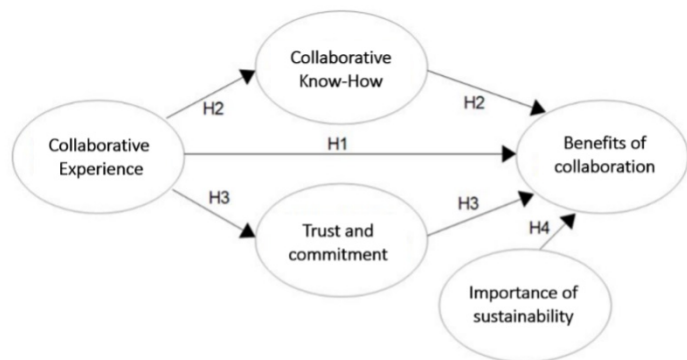 Collaborative
Know-How
H2
H2
Collaborative
Experience
H1
Benefits of
collaboration
H3
H3
Trust and
commitment
H4
Importance of
sustainability